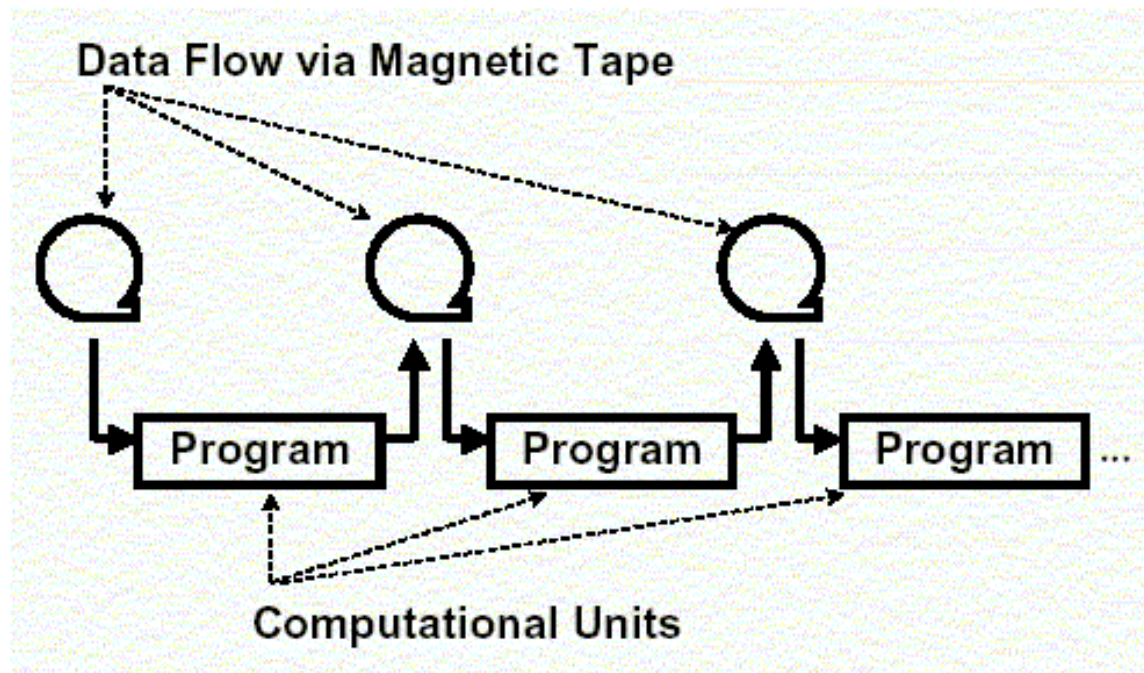 Data Flow via Magnetic Tape
Program Program Program ...
Computational Units